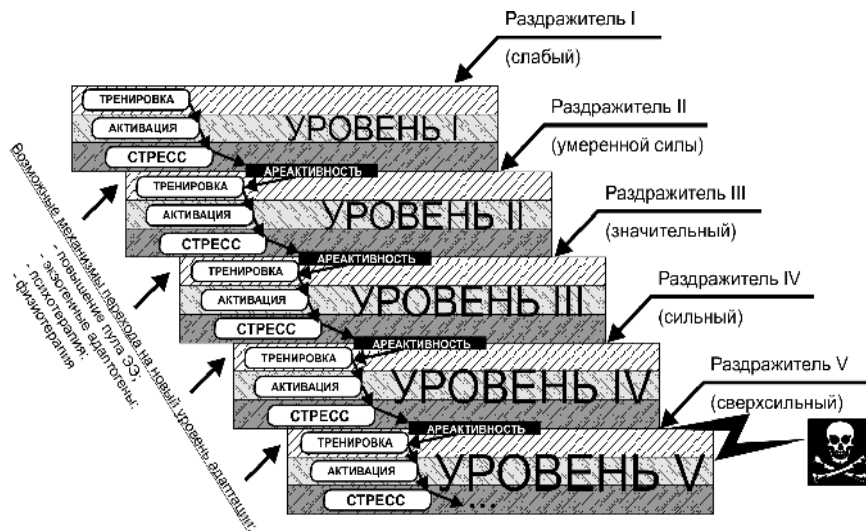 Раздражитель I
(слабый)
ТРЕНИРОВКА
АКТИВАЦИЯ
УРОВЕНЬ I
СТРЕСС
АРЕАКТИВНОСТЬ
Раздражитель II
(умеренной силы)
ТРЕНИРОВКА
АКТИВАЦИЯ
УРОВЕНЬ II
СТРЕСС
АРЕАКТИВНОСТЬ
Раздражитель III
(значительный)
ТРЕНИРОВКА
АКТИВАЦИЯ
УРОВЕНЬ III
СТРЕСС
АРЕАКТИВНОСТЬ
Раздражитель IV
(сильный)
ТРЕНИРОВКА
АКТИВАЦИЯ
УРОВЕНЬ IV
СТРЕСС
АРЕАКТИВНОСТЬ
Раздражитель V
(сверхсильный)
ТРЕНИРОВКА
АКТИВАЦИЯ
УРОВЕНЬ V
СТРЕСС
...
Возможные механизмы перехода на новый уровень адаптации:
- повышение пула ЭЭ;
- экзогенные адаптогены;
- психотерапия;
- физиотерапия